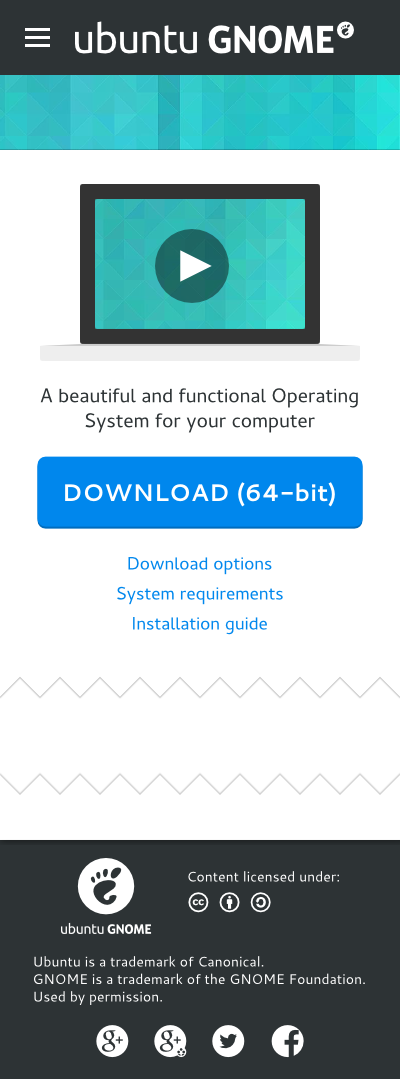 ubuntu GNOME
A beautiful and functional Operating
System for your computer
DOWNLOAD (64-bit)
Download options
System requirements
Installation guide
Content licensed under:
cc
ubuntu GNOME
Ubuntu is a trademark of Canonical.
GNOME is a trademark of the GNOME Foundation.
Used by permission.
g+
g+